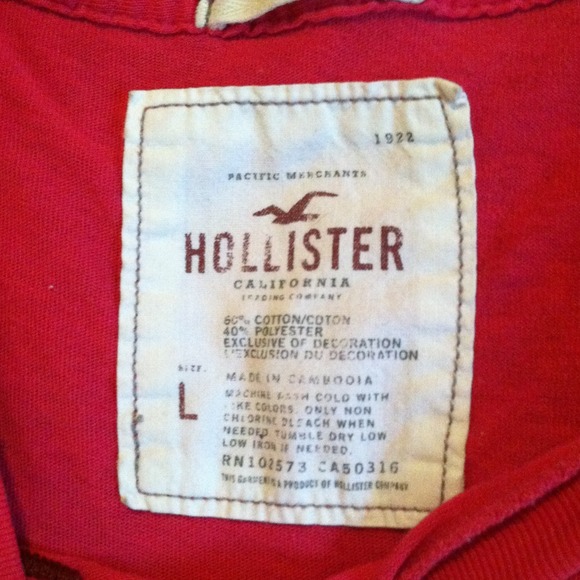 1922
PACIFIC MERCHANTS
HOLLISTER
CALIFORNIA
TRADING COMPANY
60% COTTON/COTON
40% POLYESTER
EXCLUSIVE OF DECORATION
L'EXCLUSION DU DECORATION
SIZE
L
MADE IN CAMBODIA
MACHINE WASH COLD WITH
LIKE COLORS. ONLY NON
CHLORINE BLEACH WHEN
NEEDED. TUMBLE DRY LOW
LOW IRON IF NEEDED.
RN102573 CA50316
THIS GARMENT IS A PRODUCT OF HOLLISTER COMPANY